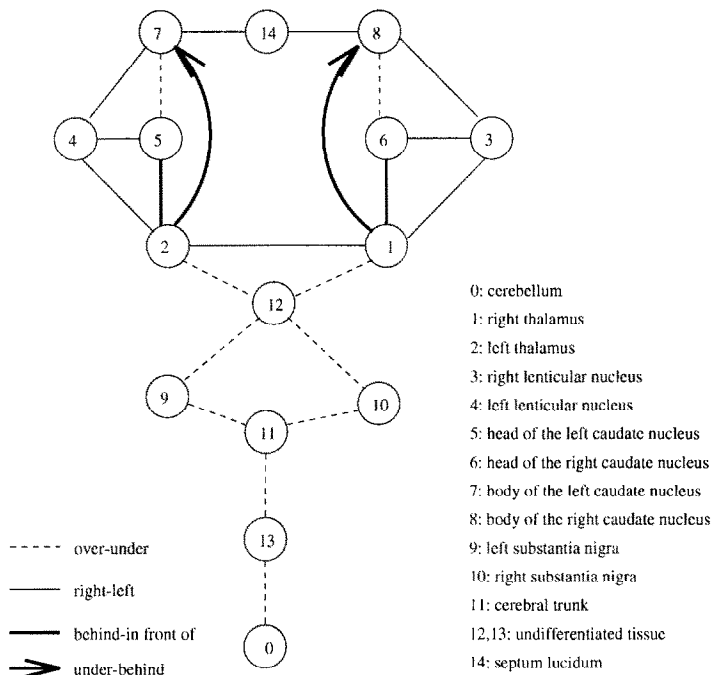 7 14 8
4 5 6 3
2 1
12
9 10
11
13
0
over-under
right-left
behind-in front of
under-behind
0: cerebellum
1: right thalamus
2: left thalamus
3: right lenticular nucleus
4: left lenticular nucleus
5: head of the left caudate nucleus
6: head of the right caudate nucleus
7: body of the left caudate nucleus
8: body of the right caudate nucleus
9: left substantia nigra
10: right substantia nigra
11: cerebral trunk
12,13: undifferentiated tissue
14: septum lucidum